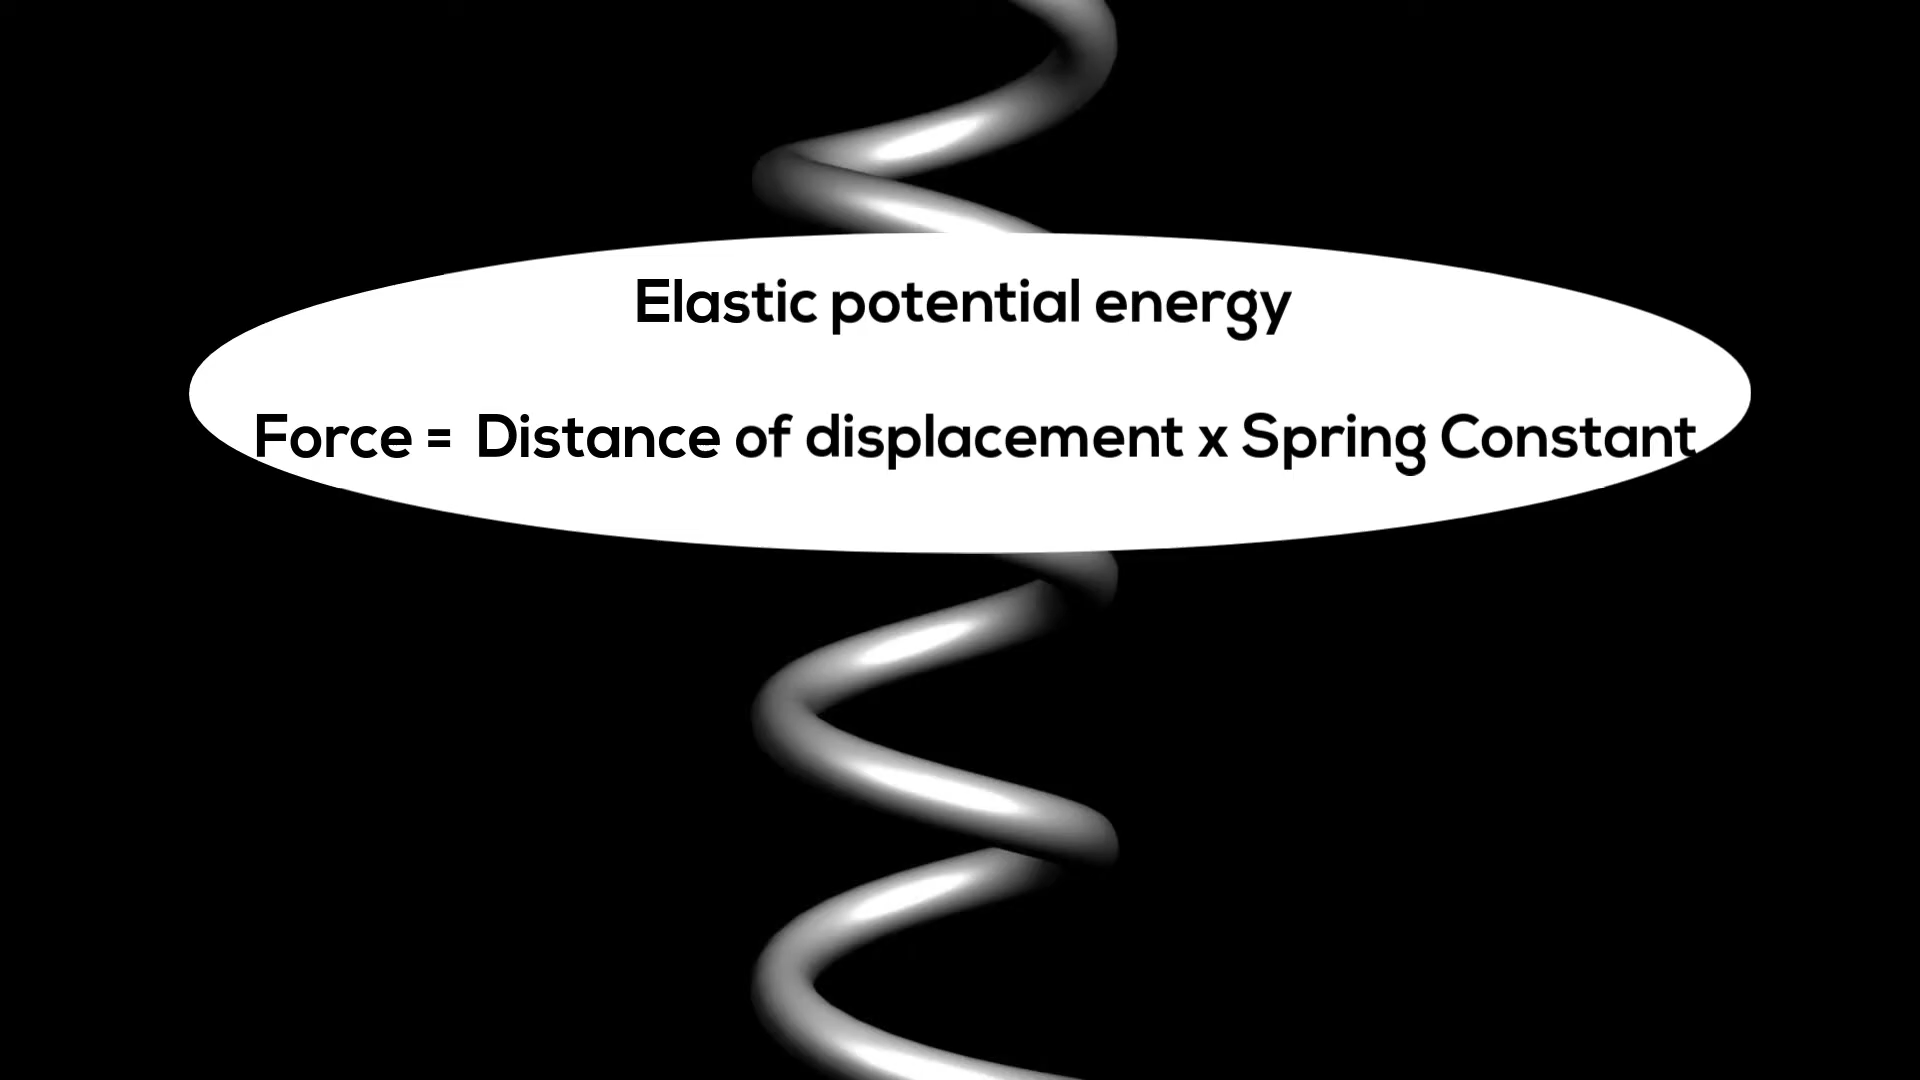 Elastic potential energy
Force = Distance of displacement x Spring Constant